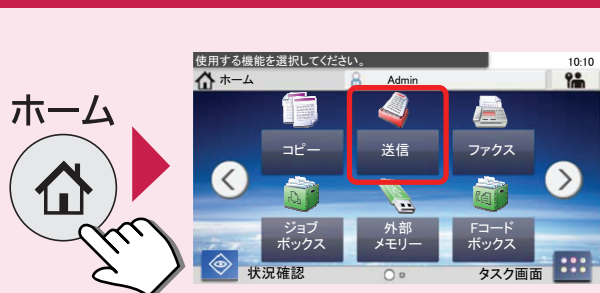 ホーム
使用する機能を選択してください。
10:10
ホーム
Admin
コピー
送信
ファクス
ジョブ
ボックス
外部
メモリー
Fコード
ボックス
状況確認
タスク画面